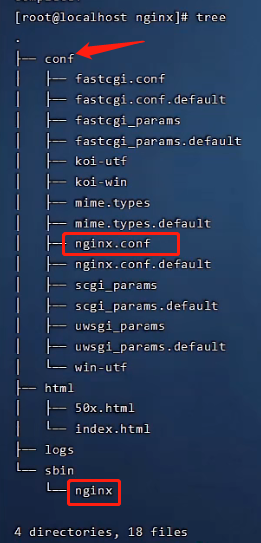 [root@localhost nginx]# tree
.
├── conf
│   ├── fastcgi.conf
│   ├── fastcgi.conf.default
│   ├── fastcgi_params
│   ├── fastcgi_params.default
│   ├── koi-utf
│   ├── koi-win
│   ├── mime.types
│   ├── mime.types.default
│   ├── nginx.conf
│   ├── nginx.conf.default
│   ├── scgi_params
│   ├── scgi_params.default
│   ├── uwsgi_params
│   ├── uwsgi_params.default
│   └── win-utf
├── html
│   ├── 50x.html
│   └── index.html
├── logs
└── sbin
    └── nginx
4 directories, 18 files